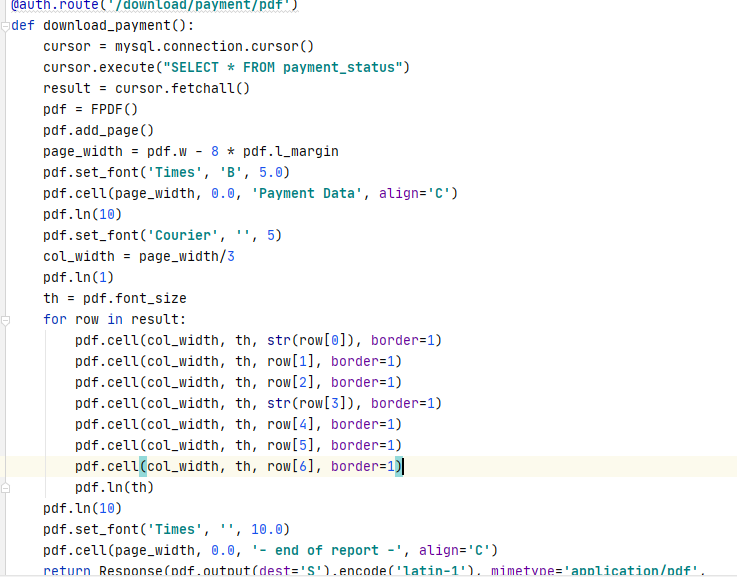 @auth.route('/download/payment/pdf')
def download_payment():
    cursor = mysql.connection.cursor()
    cursor.execute("SELECT * FROM payment_status")
    result = cursor.fetchall()
    pdf = FPDF()
    pdf.add_page()
    page_width = pdf.w - 8 * pdf.l_margin
    pdf.set_font('Times', 'B', 5.0)
    pdf.cell(page_width, 0.0, 'Payment Data', align='C')
    pdf.ln(10)
    pdf.set_font('Courier', '', 5)
    col_width = page_width/3
    pdf.ln(1)
    th = pdf.font_size
    for row in result:
        pdf.cell(col_width, th, str(row[0]), border=1)
        pdf.cell(col_width, th, row[1], border=1)
        pdf.cell(col_width, th, row[2], border=1)
        pdf.cell(col_width, th, str(row[3]), border=1)
        pdf.cell(col_width, th, row[4], border=1)
        pdf.cell(col_width, th, row[5], border=1)
        pdf.cell(col_width, th, row[6], border=1)
        pdf.ln(th)
    pdf.ln(10)
    pdf.set_font('Times', '', 10.0)
    pdf.cell(page_width, 0.0, '- end of report -', align='C')
    return Response(pdf.output(dest='S').encode('latin-1'), mimetype='application/pdf',